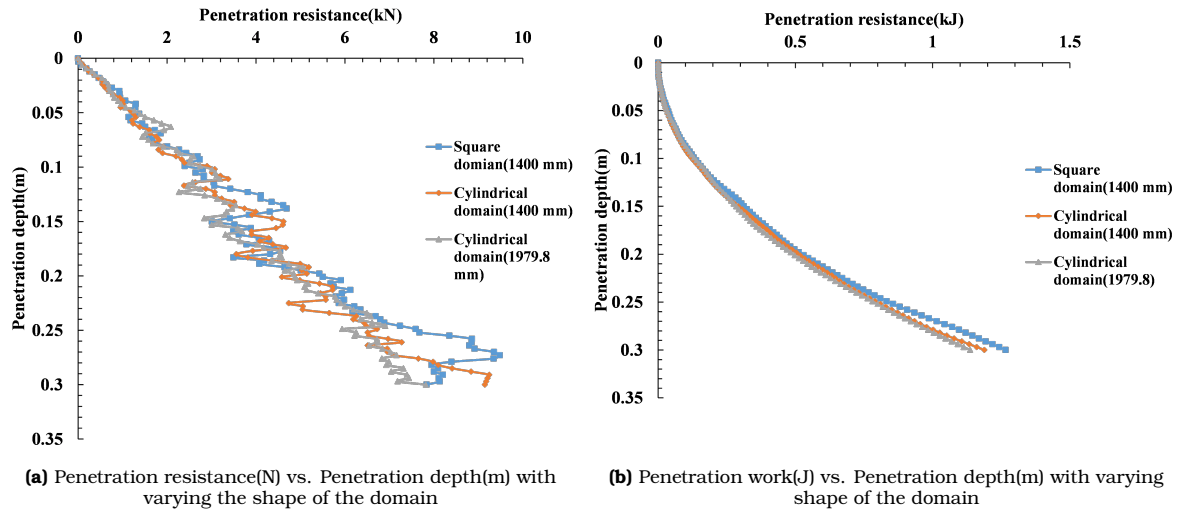 Penetration resistance(kN)
0 2 4 6 8 10
0
0.05
0.1
0.15
0.2
0.25
0.3
0.35
Penetration depth(m)
Square
domian(1400 mm)
Cylindrical
domain(1400 mm)
Cylindrical
domain(1979.8
mm)
(a) Penetration resistance(N) vs. Penetration depth(m) with
varying the shape of the domain
Penetration resistance(kJ)
0 0.5 1 1.5
0
0.05
0.1
0.15
0.2
0.25
0.3
0.35
Penetration depth(m)
Square
domain(1400 mm)
Cylindrical
domain(1400 mm)
Cylindrical
domain(1979.8)
(b) Penetration work(J) vs. Penetration depth(m) with varying
shape of the domain